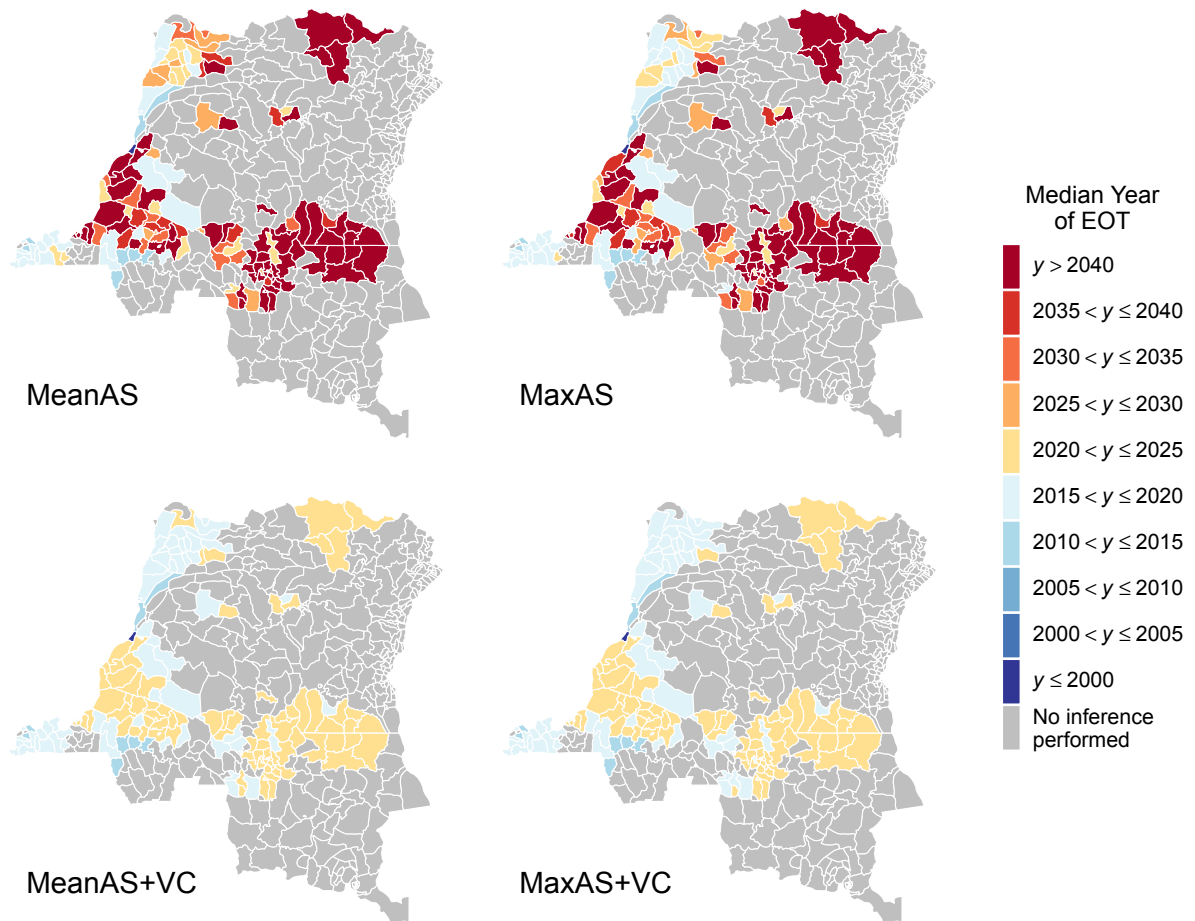 MeanAS
MaxAS
MeanAS+VC
MaxAS+VC
Median Year
of EOT
y > 2040
2035 < y ≤ 2040
2030 < y ≤ 2035
2025 < y ≤ 2030
2020 < y ≤ 2025
2015 < y ≤ 2020
2010 < y ≤ 2015
2005 < y ≤ 2010
2000 < y ≤ 2005
y ≤ 2000
No inference
performed